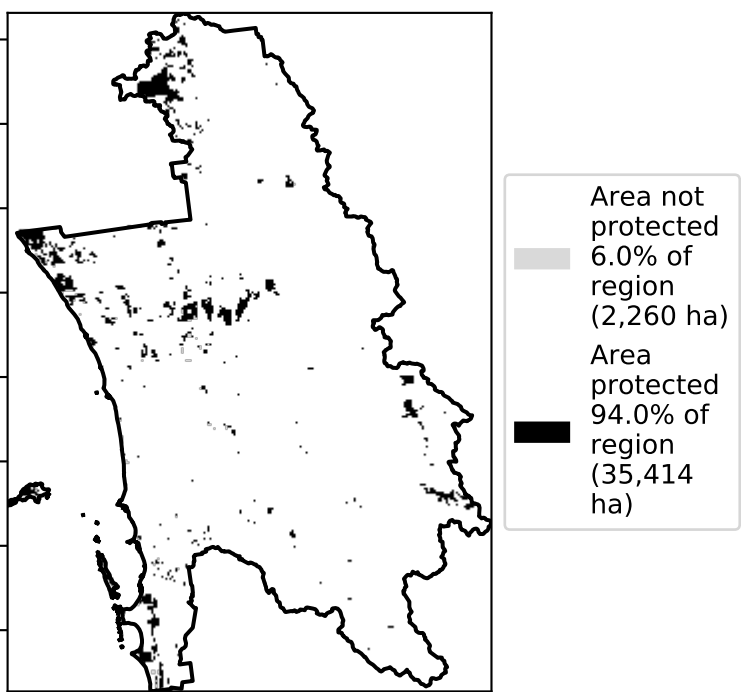 Area not
protected
6.0% of
region
(2,260 ha)
Area
protected
94.0% of
region
(35,414
ha)